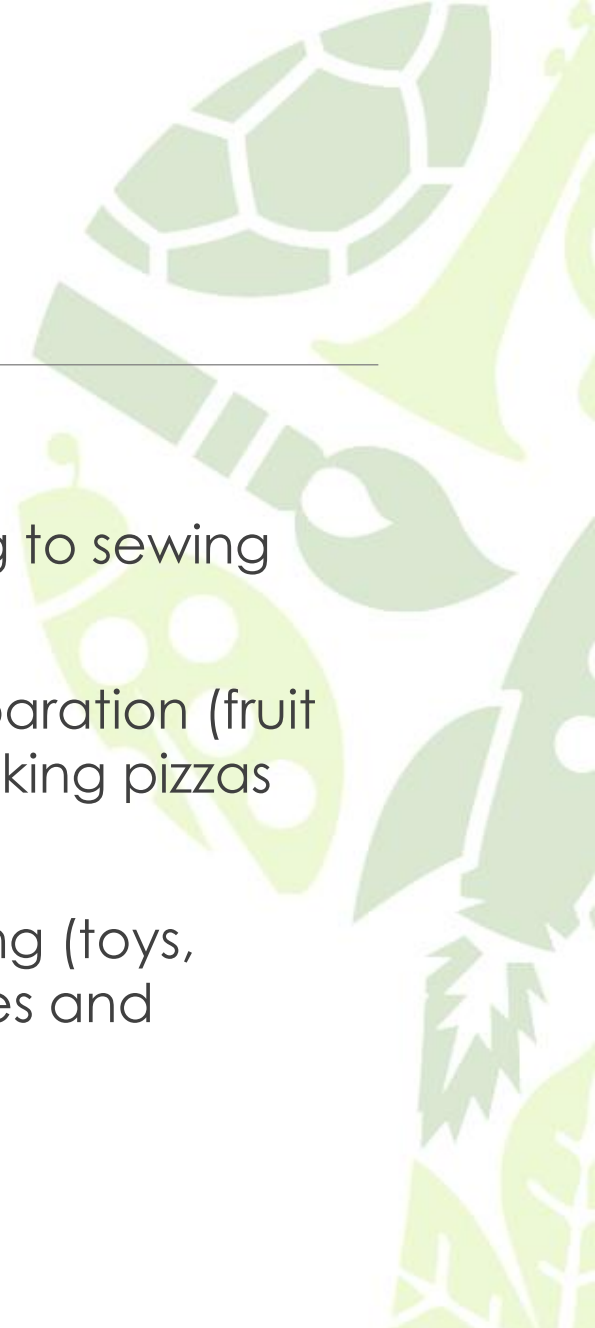 g to sewing
paration (fruit
king pizzas
ng (toys,
es and